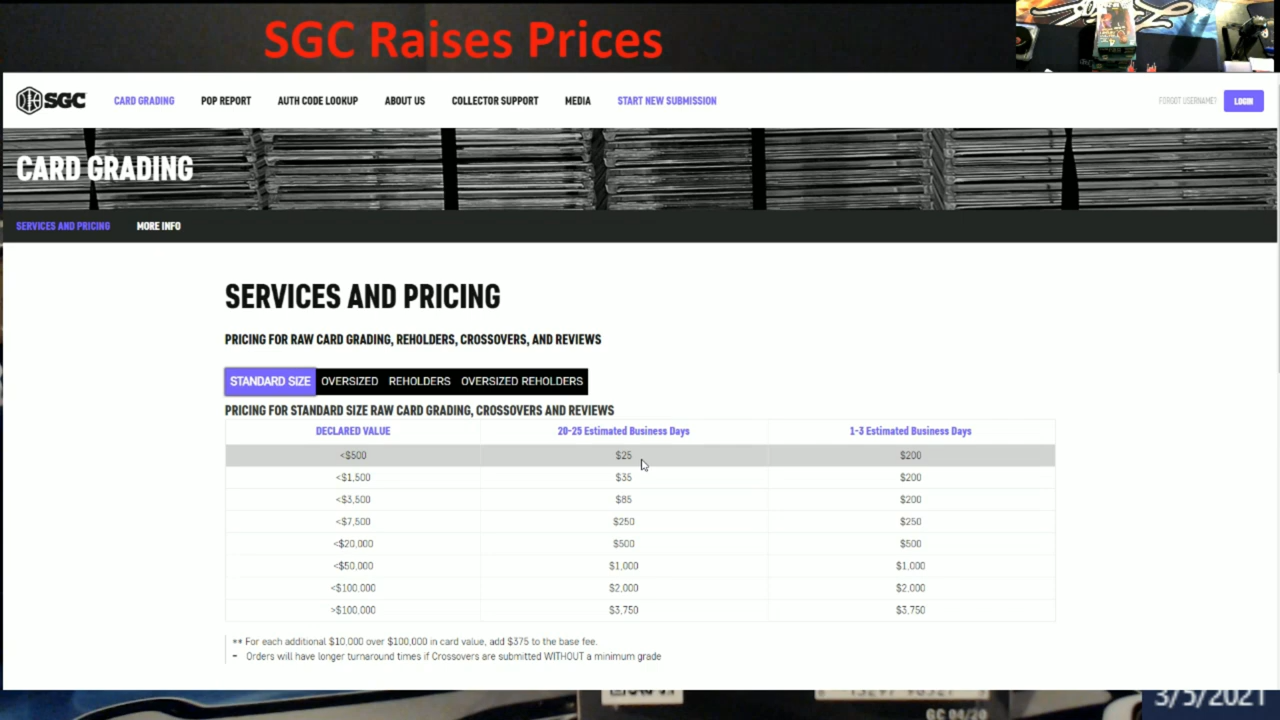 SGC Raises Prices
SGC CARD GRADING POP REPORT AUTH CODE LOOKUP ABOUT US COLLECTOR SUPPORT MEDIA START NEW SUBMISSION FORGOT USERNAME? LOGIN
CARD GRADING
SERVICES AND PRICING MORE INFO
SERVICES AND PRICING
PRICING FOR RAW CARD GRADING, REHOLDERS, CROSSOVERS, AND REVIEWS
STANDARD SIZE OVERSIZED REHOLDERS OVERSIZED REHOLDERS
PRICING FOR STANDARD SIZE RAW CARD GRADING, CROSSOVERS AND REVIEWS
DECLARED VALUE 20-25 Estimated Business Days 1-3 Estimated Business Days
<$500 $25 $200
<$1,500 $35 $200
<$3,500 $85 $200
<$7,500 $250 $250
<$20,000 $500 $500
<$50,000 $1,000 $1,000
<$100,000 $2,000 $2,000
>$100,000 $3,750 $3,750
** For each additional $10,000 over $100,000 in card value, add $375 to the base fee.
- Orders will have longer turnaround times if Crossovers are submitted WITHOUT a minimum grade
3/5/2021